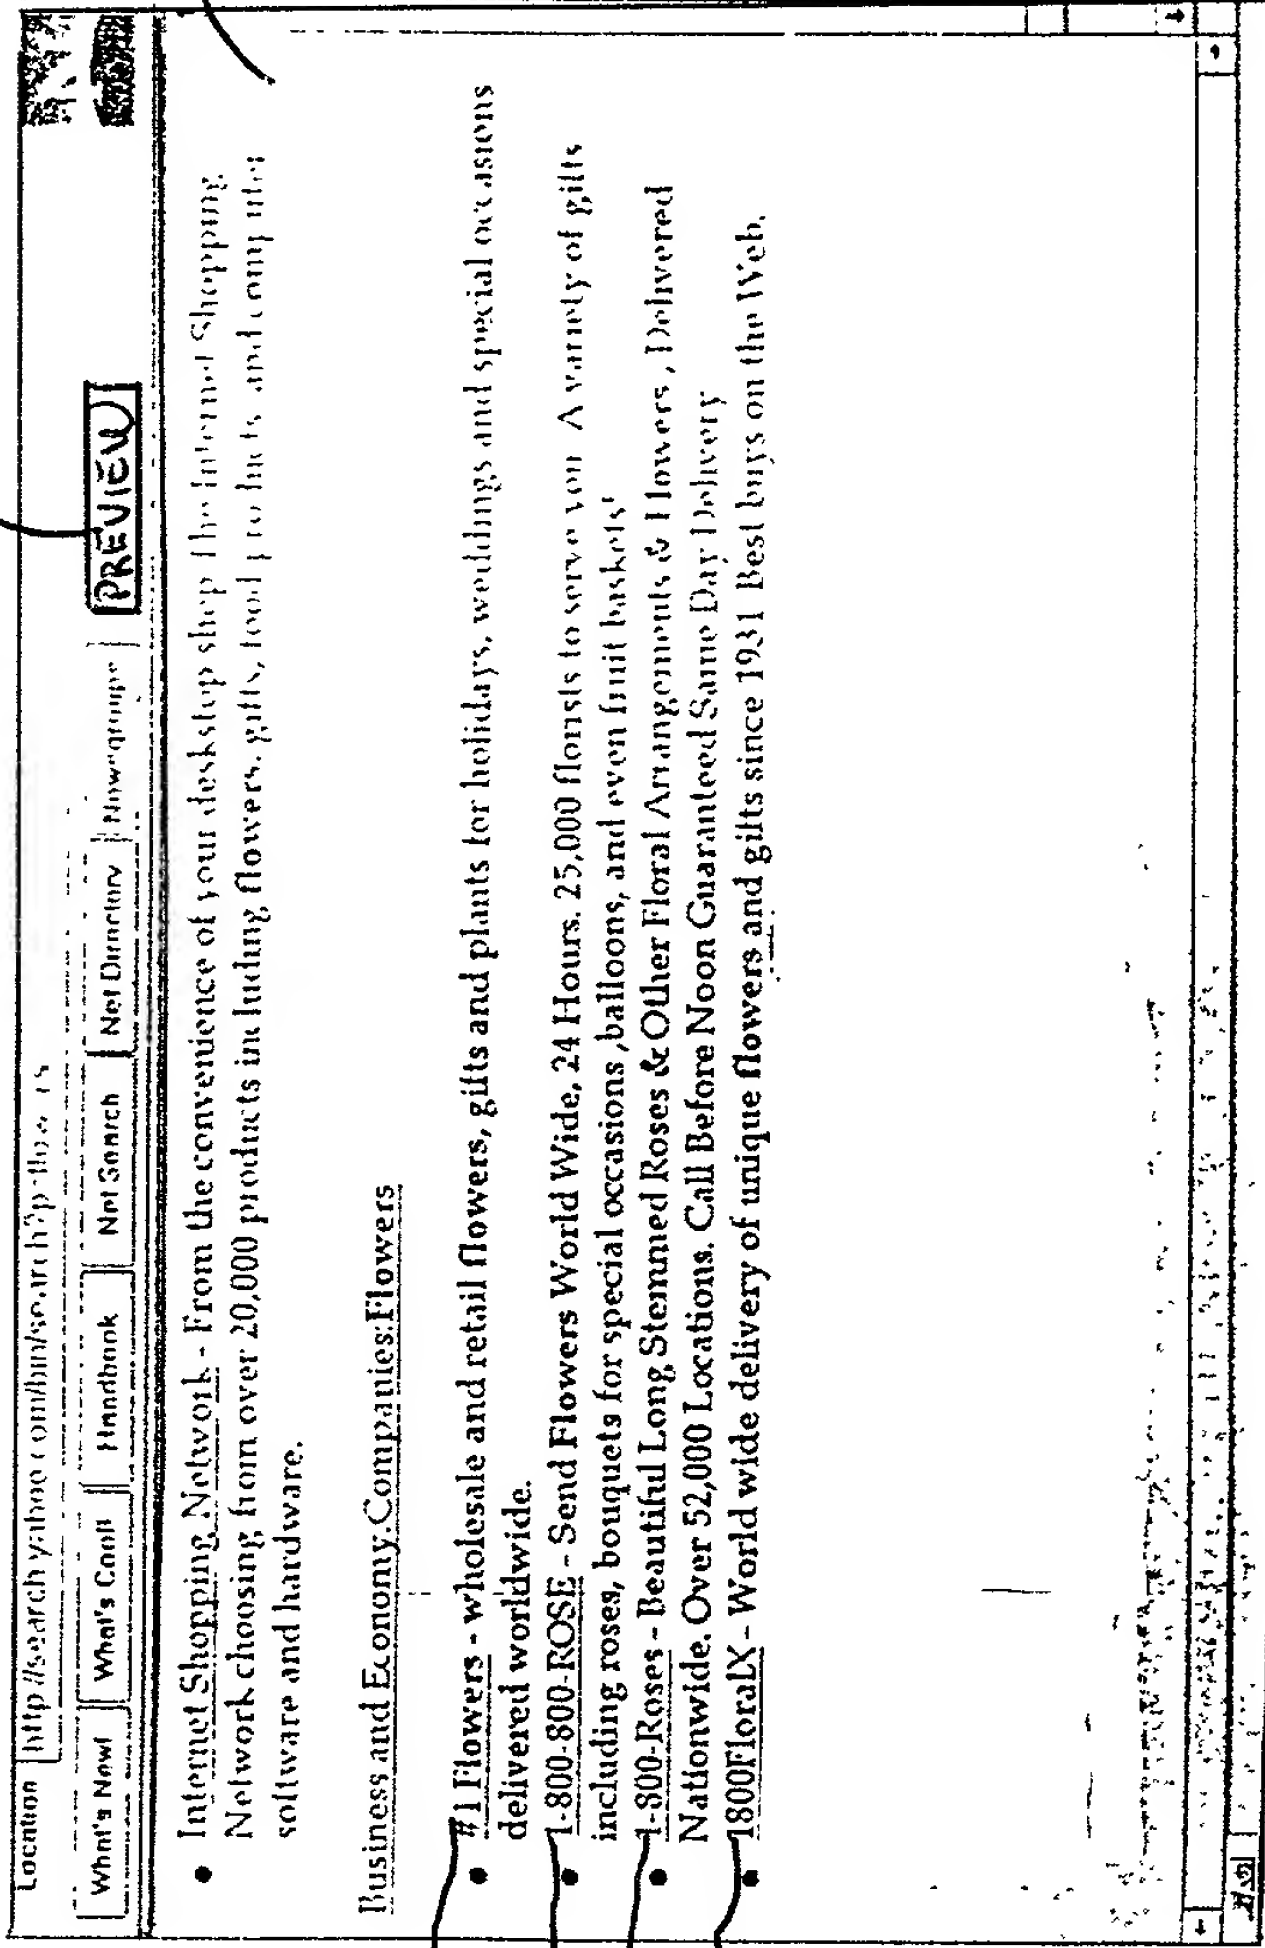 Location http://search.yahoo.com/bin/search?p=
What's New! What's Cool! Handbook Net Search Net Directory Newsgroups PREVIEW
• Internet Shopping Network - From the convenience of your deskstop shop The Internet Shopping
Network choosing from over 20,000 products including flowers, gifts, food products and computer
software and hardware.
Business and Economy:Companies:Flowers
• #1 Flowers - wholesale and retail flowers, gifts and plants for holidays, weddings and special occasions
delivered worldwide.
• 1-800-800-ROSE - Send Flowers World Wide, 24 Hours. 25,000 florists to serve you A variety of gifts
including roses, bouquets for special occasions ,balloons, and even fruit baskets!
• 1-800-Roses - Beautiful Long Stemmed Roses & Other Floral Arrangements & Flowers , Delivered
Nationwide. Over 52,000 Locations. Call Before Noon Guaranteed Same Day Delivery
• 1800FloralX - World wide delivery of unique flowers and gifts since 1931 Best buys on the Web.